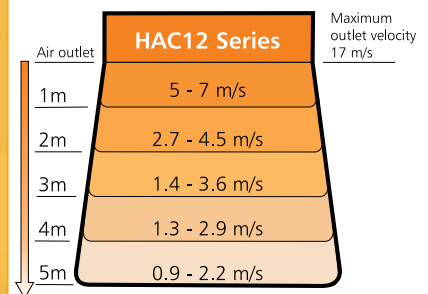 HAC12 Series
Maximum
outlet velocity
17 m/s
Air outlet
1m
5 - 7 m/s
2m
2.7 - 4.5 m/s
3m
1.4 - 3.6 m/s
4m
1.3 - 2.9 m/s
5m
0.9 - 2.2 m/s